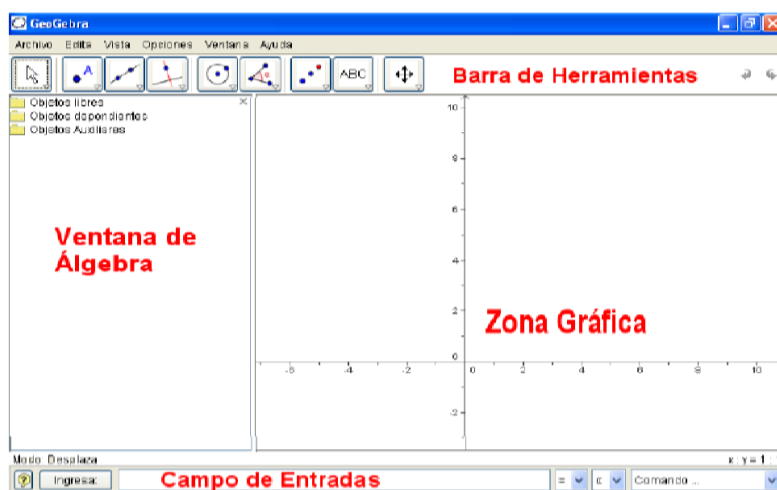 GeoGebra
Archivo Edita Vista Opciones Ventana Ayuda
A ABC Barra de Herramientas
Objetos libres
Objetos dependientes
Objetos Auxiliares
Ventana de
Álgebra
10
8
6
4
2
0
-2
Zona Gráfica
-6 -4 -2 0 2 4 6 8 10
Modo: Desplaza x : y = 1 :
Ingresa: Campo de Entradas = Comando ...